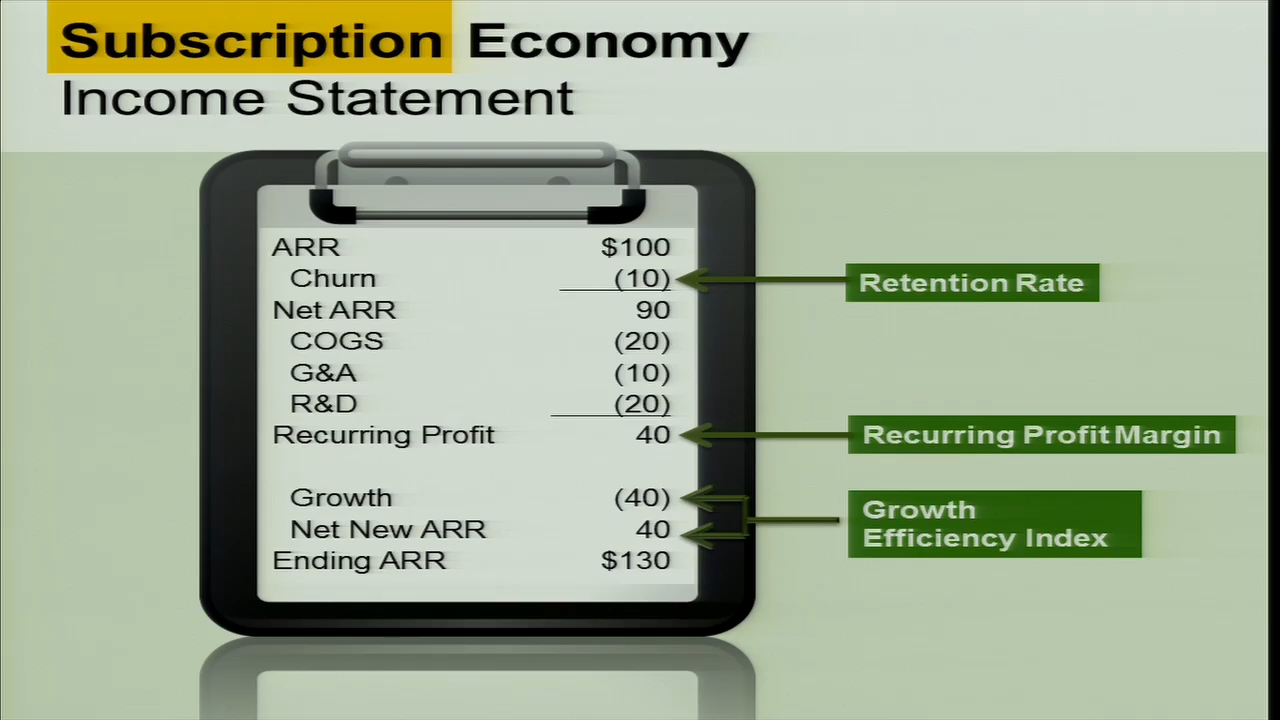 Subscription Economy
Income Statement
ARR $100
Churn (10)
Retention Rate
Net ARR 90
COGS (20)
G&A (10)
R&D (20)
Recurring Profit 40
Recurring Profit Margin
Growth (40)
Net New ARR 40
Growth
Efficiency Index
Ending ARR $130